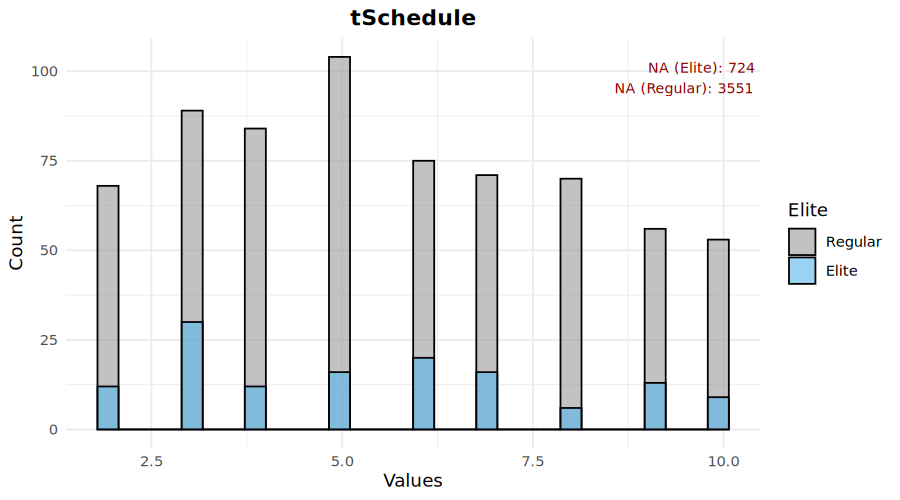 tSchedule
NA (Elite): 724
NA (Regular): 3551
100
75
50
25
0
Count
2.5 5.0 7.5 10.0
Values
Elite
Regular
Elite